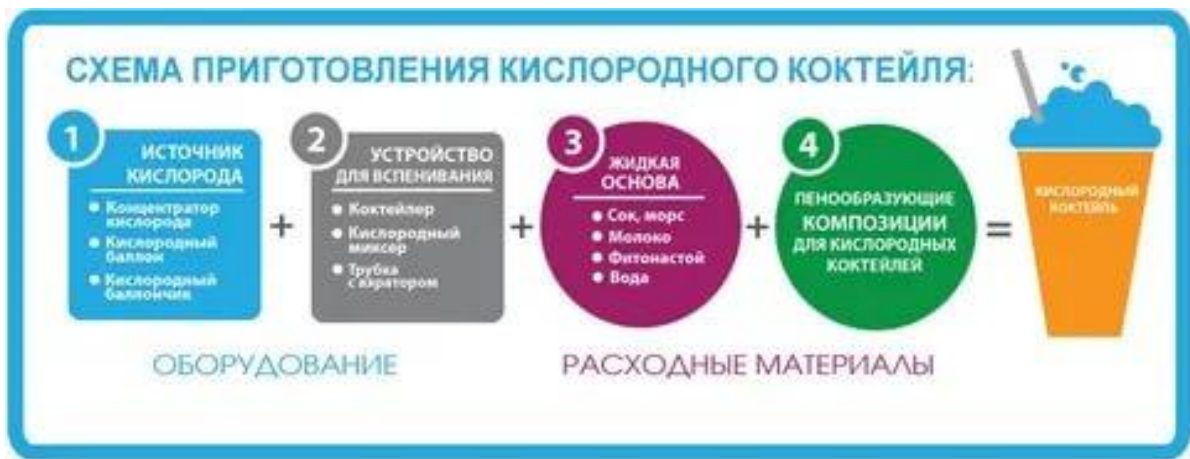 СХЕМА ПРИГОТОВЛЕНИЯ КИСЛОРОДНОГО КОКТЕЙЛЯ:
1
ИСТОЧНИК
КИСЛОРОДА
Концентратор
кислорода
Кислородный
баллон
Кислородный
баллончик
+
2
УСТРОЙСТВО
ДЛЯ ВСПЕНИВАНИЯ
Коктейлер
Кислородный
миксер
Трубка
с аэратором
+
3
ЖИДКАЯ
ОСНОВА
Сок, морс
Молоко
Фитонастой
Вода
+
4
ПЕНООБРАЗУЮЩИЕ
КОМПОЗИЦИИ
ДЛЯ КИСЛОРОДНЫХ
КОКТЕЙЛЕЙ
=
КИСЛОРОДНЫЙ
КОКТЕЙЛЬ
ОБОРУДОВАНИЕ
РАСХОДНЫЕ МАТЕРИАЛЫ